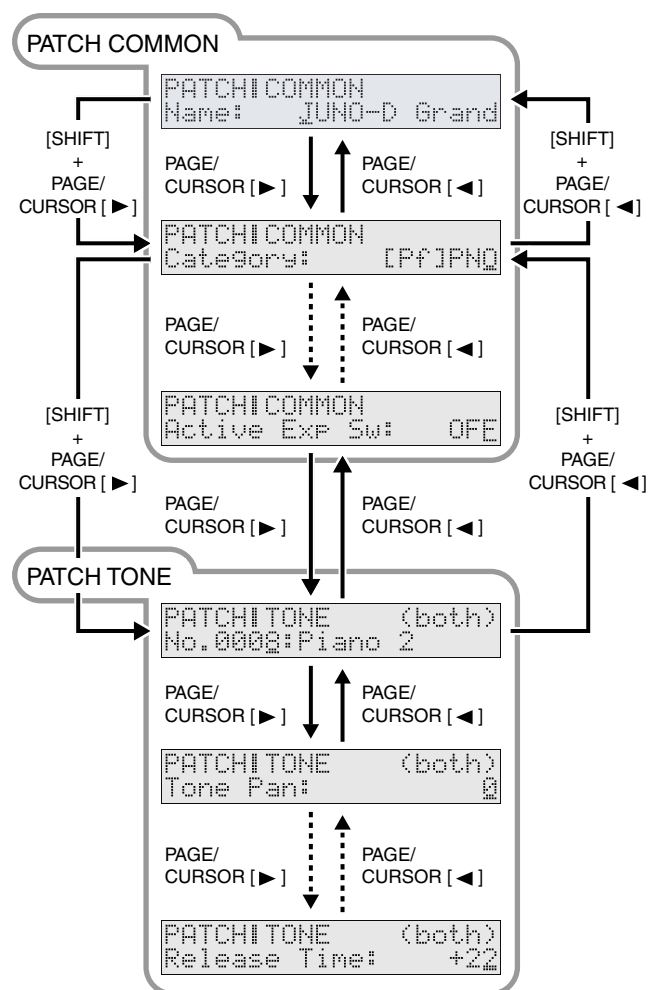 PATCH COMMON
PATCH COMMON
Name: JUNO-D Grand
[SHIFT]
+
PAGE/
CURSOR [ ▶ ]
PAGE/
CURSOR [ ▶ ]
PAGE/
CURSOR [ ◀ ]
[SHIFT]
+
PAGE/
CURSOR [ ◀ ]
PATCH COMMON
Category: [Pf]PNO
PAGE/
CURSOR [ ▶ ]
PAGE/
CURSOR [ ◀ ]
PATCH COMMON
Active Exp Sw: OFF
[SHIFT]
+
PAGE/
CURSOR [ ▶ ]
PAGE/
CURSOR [ ▶ ]
PAGE/
CURSOR [ ◀ ]
[SHIFT]
+
PAGE/
CURSOR [ ◀ ]
PATCH TONE
PATCH TONE (both)
No.0008:Piano 2
PAGE/
CURSOR [ ▶ ]
PAGE/
CURSOR [ ◀ ]
PATCH TONE (both)
Tone Pan: 0
PAGE/
CURSOR [ ▶ ]
PAGE/
CURSOR [ ◀ ]
PATCH TONE (both)
Release Time: +22